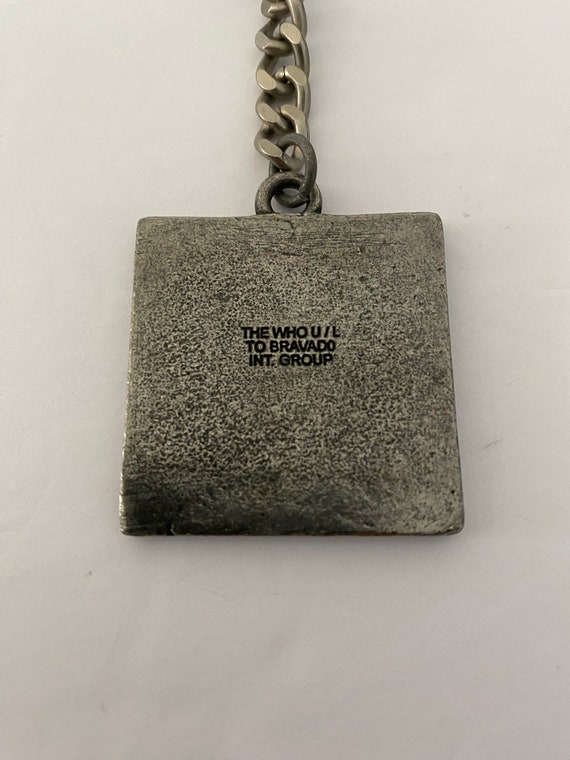 THE WHO U / L
TO BRAVADO
INT. GROUP